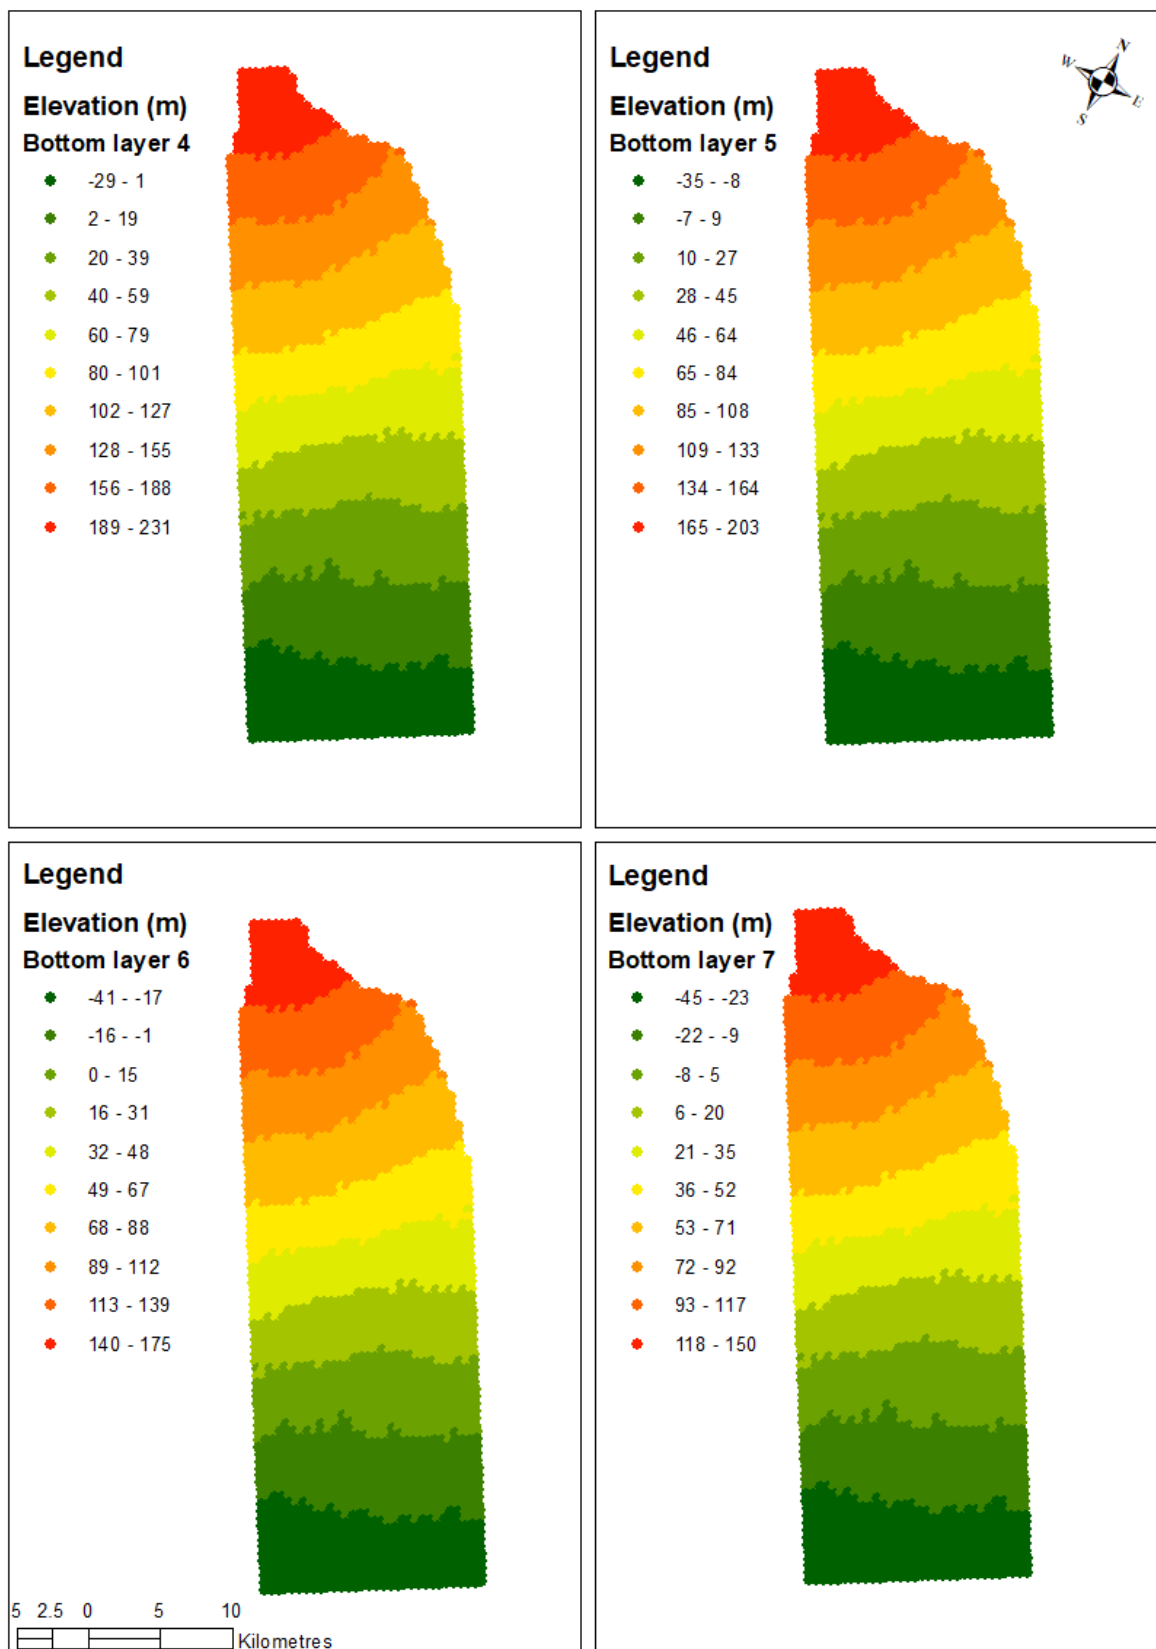 Legend
Elevation (m)
Bottom layer 4
-29 - 1
2 - 19
20 - 39
40 - 59
60 - 79
80 - 101
102 - 127
128 - 155
156 - 188
189 - 231
Legend
Elevation (m)
Bottom layer 5
-35 - -8
-7 - 9
10 - 27
28 - 45
46 - 64
65 - 84
85 - 108
109 - 133
134 - 164
165 - 203
N
W
E
S
Legend
Elevation (m)
Bottom layer 6
-41 - -17
-16 - -1
0 - 15
16 - 31
32 - 48
49 - 67
68 - 88
89 - 112
113 - 139
140 - 175
5 2.5 0 5 10
Kilometres
Legend
Elevation (m)
Bottom layer 7
-45 - -23
-22 - -9
-8 - 5
6 - 20
21 - 35
36 - 52
53 - 71
72 - 92
93 - 117
118 - 150